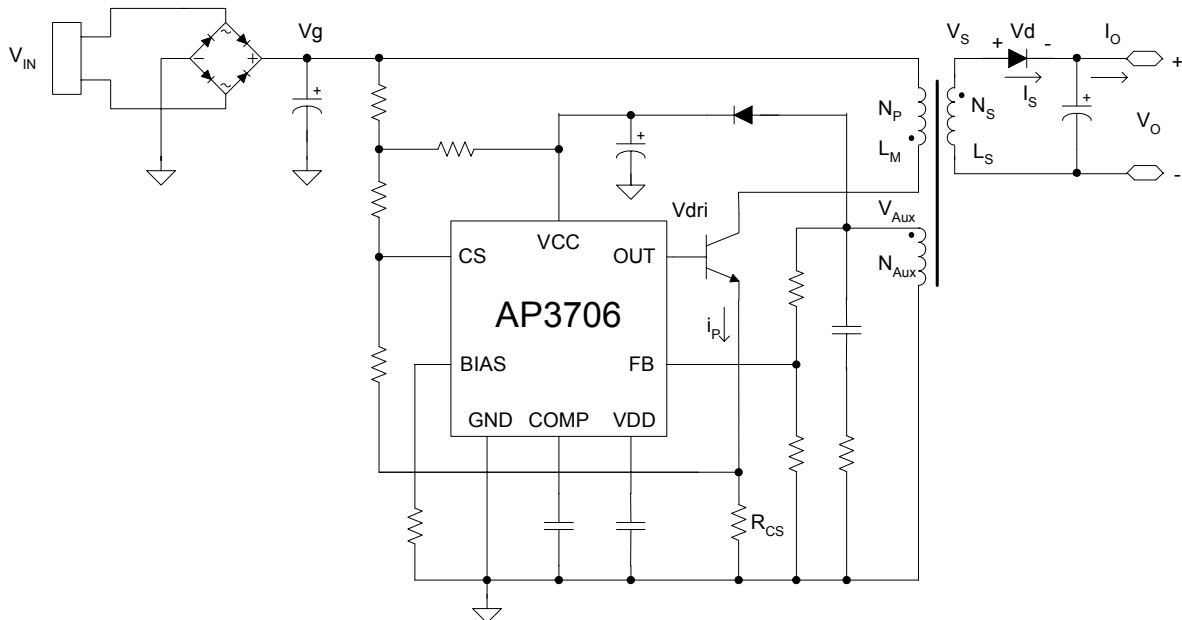 V_IN
~
- +
~
Vg
+
+
N_P
L_M
V_S
+ Vd -
I_S
I_O
+
+
V_O
-
N_S
L_S
Vdri
V_Aux
N_Aux
VCC
CS
OUT
AP3706
i_P
BIAS
FB
GND
COMP
VDD
R_CS